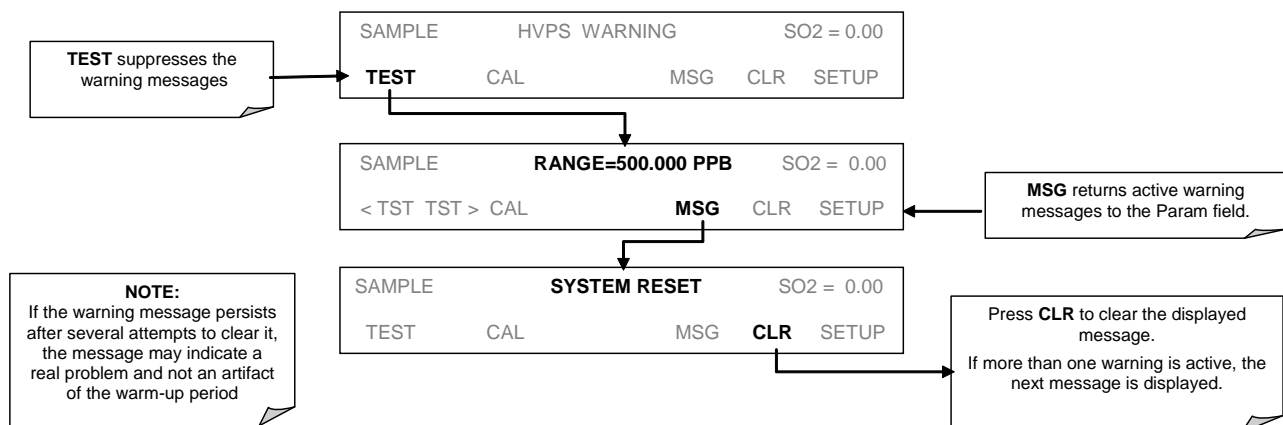 SAMPLE HVPS WARNING SO2 = 0.00
TEST CAL MSG CLR SETUP
TEST suppresses the
warning messages
SAMPLE RANGE=500.000 PPB SO2 = 0.00
< TST TST > CAL MSG CLR SETUP
MSG returns active warning
messages to the Param field.
SAMPLE SYSTEM RESET SO2 = 0.00
TEST CAL MSG CLR SETUP
NOTE:
If the warning message persists
after several attempts to clear it,
the message may indicate a
real problem and not an artifact
of the warm-up period
Press CLR to clear the displayed
message.
If more than one warning is active, the
next message is displayed.